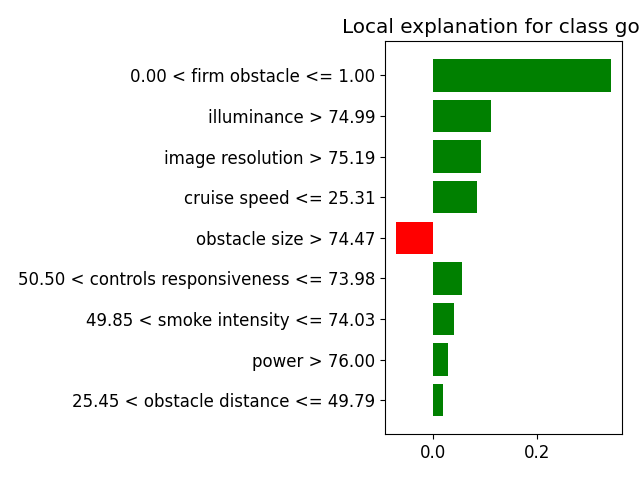 Local explanation for class go
0.00 < firm obstacle <= 1.00
illuminance > 74.99
image resolution > 75.19
cruise speed <= 25.31
obstacle size > 74.47
50.50 < controls responsiveness <= 73.98
49.85 < smoke intensity <= 74.03
power > 76.00
25.45 < obstacle distance <= 49.79
0.0 0.2